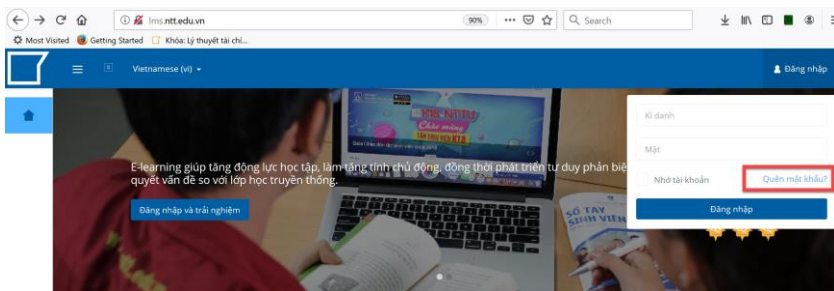 lms.ntt.edu.vn
90%
Search
Most Visited
Getting Started
Khóa: Lý thuyết tài chí...
Vietnamese (vi)
Đăng nhập
Kí danh
Mật
Nhớ tài khoản
Quên mật khẩu?
Đăng nhập
E-learning giúp tăng động lực học tập, làm tăng tính chủ động, đồng thời phát triển tư duy phản biệ
quyết vấn đề so với lớp học truyền thống.
Đăng nhập và trải nghiệm
Chào mừng
SỔ TAY
SINH VIÊN